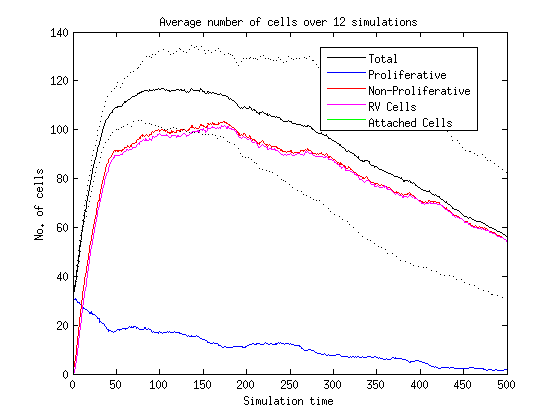 Average number of cells over 12 simulations
140
120
100
80
60
40
20
0
No. of cells
Total
Proliferative
Non-Proliferative
RV Cells
Attached Cells
0 50 100 150 200 250 300 350 400 450 500
Simulation time